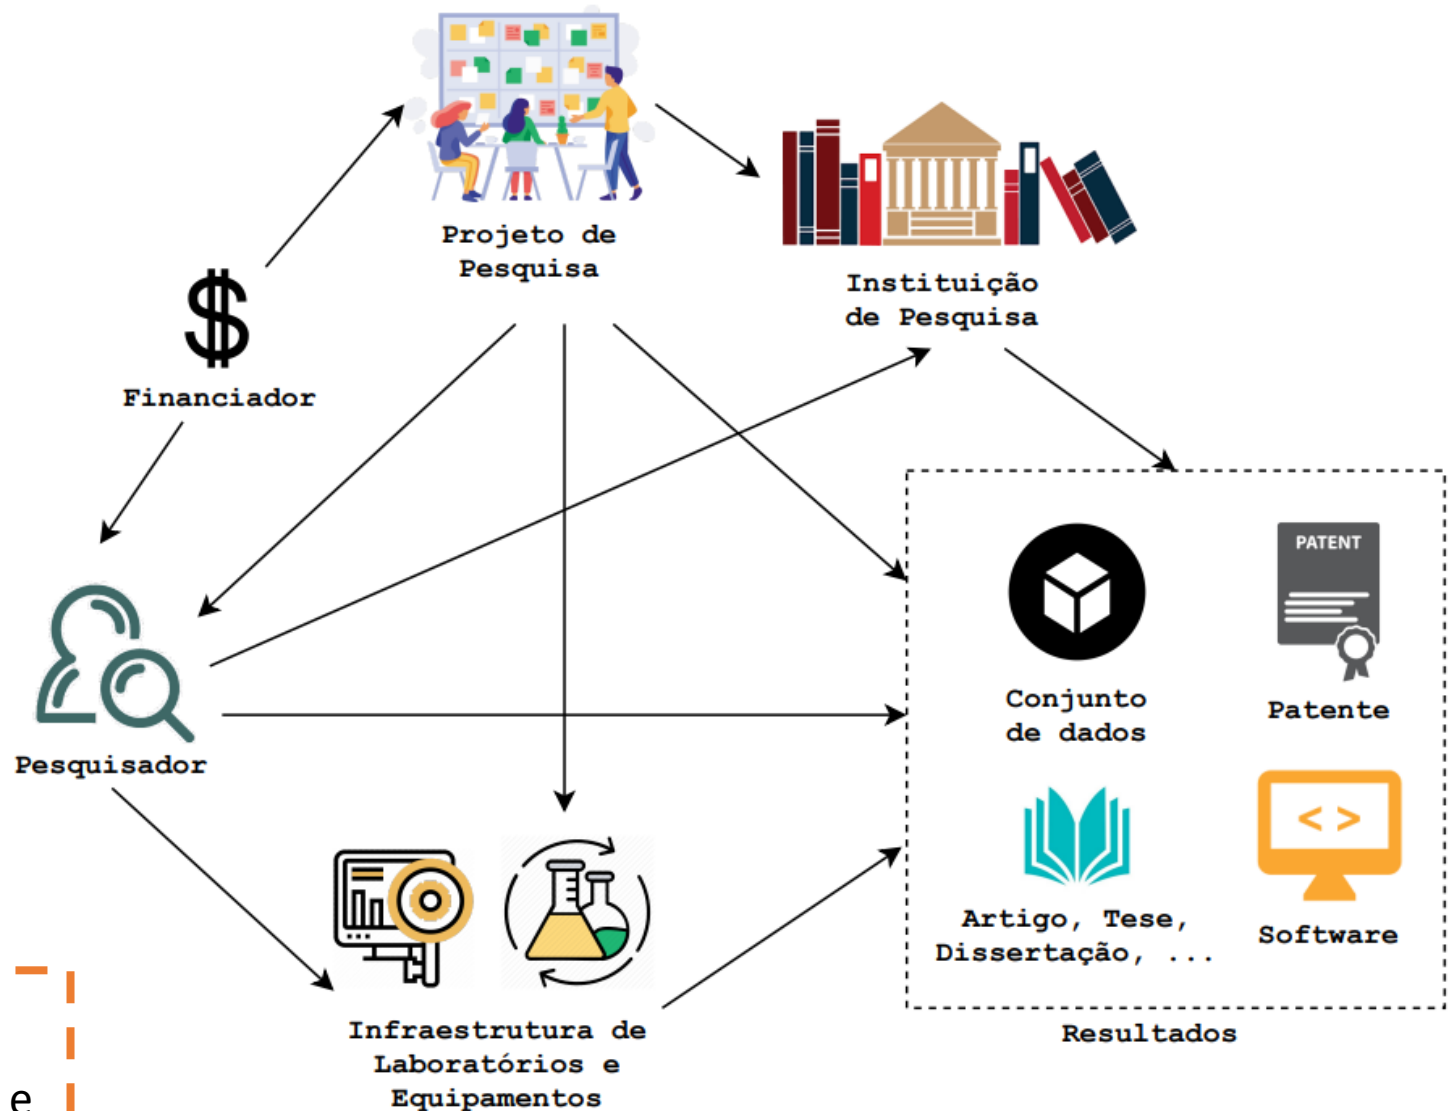 Projeto de
Pesquisa
Instituição
de Pesquisa
$
Financiador
PATENT
Conjunto
de dados
Patente
Pesquisador
< >
Artigo, Tese,
Dissertação, ...
Software
Infraestrutura de
Laboratórios e
Equipamentos
Resultados
e